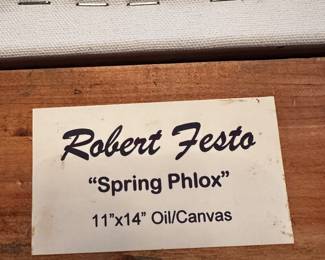 Robert Festo
“Spring Phlox”
11”x14” Oil/Canvas